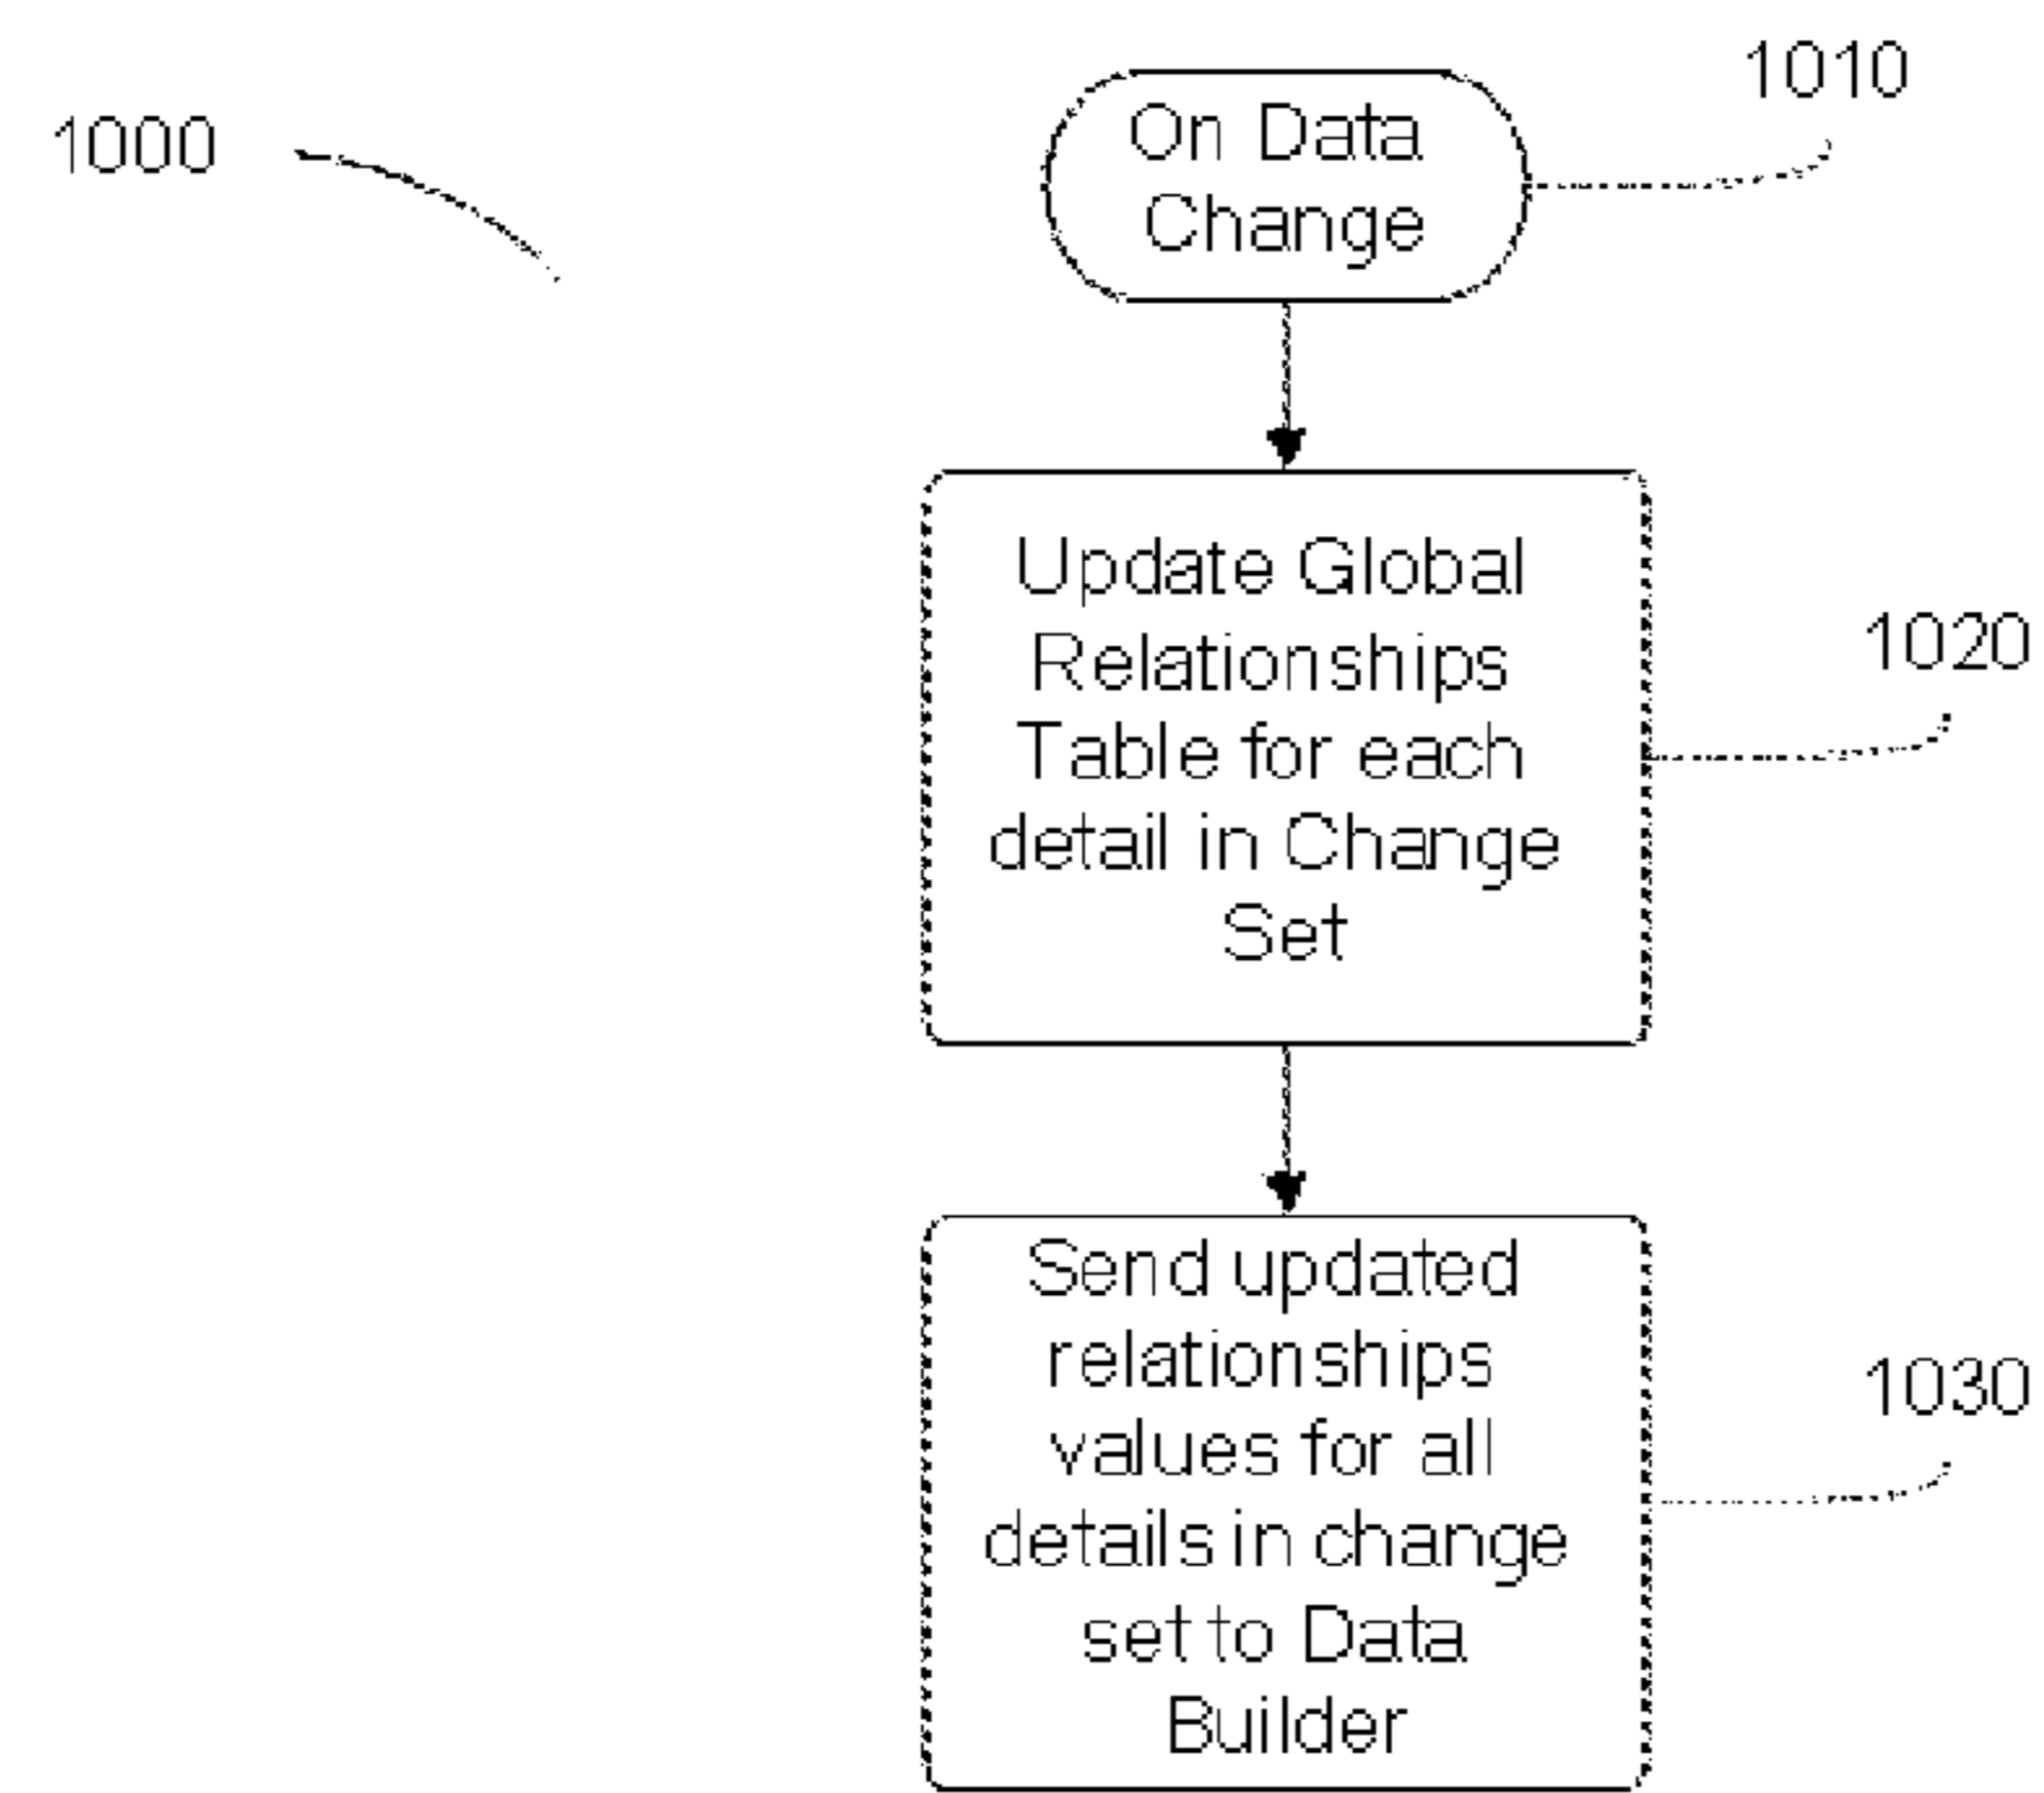 1000
1010
On Data
Change
Update Global
Relationships
Table for each
detail in Change
Set
1020
Send updated
relationships
values for all
details in change
set to Data
Builder
1030